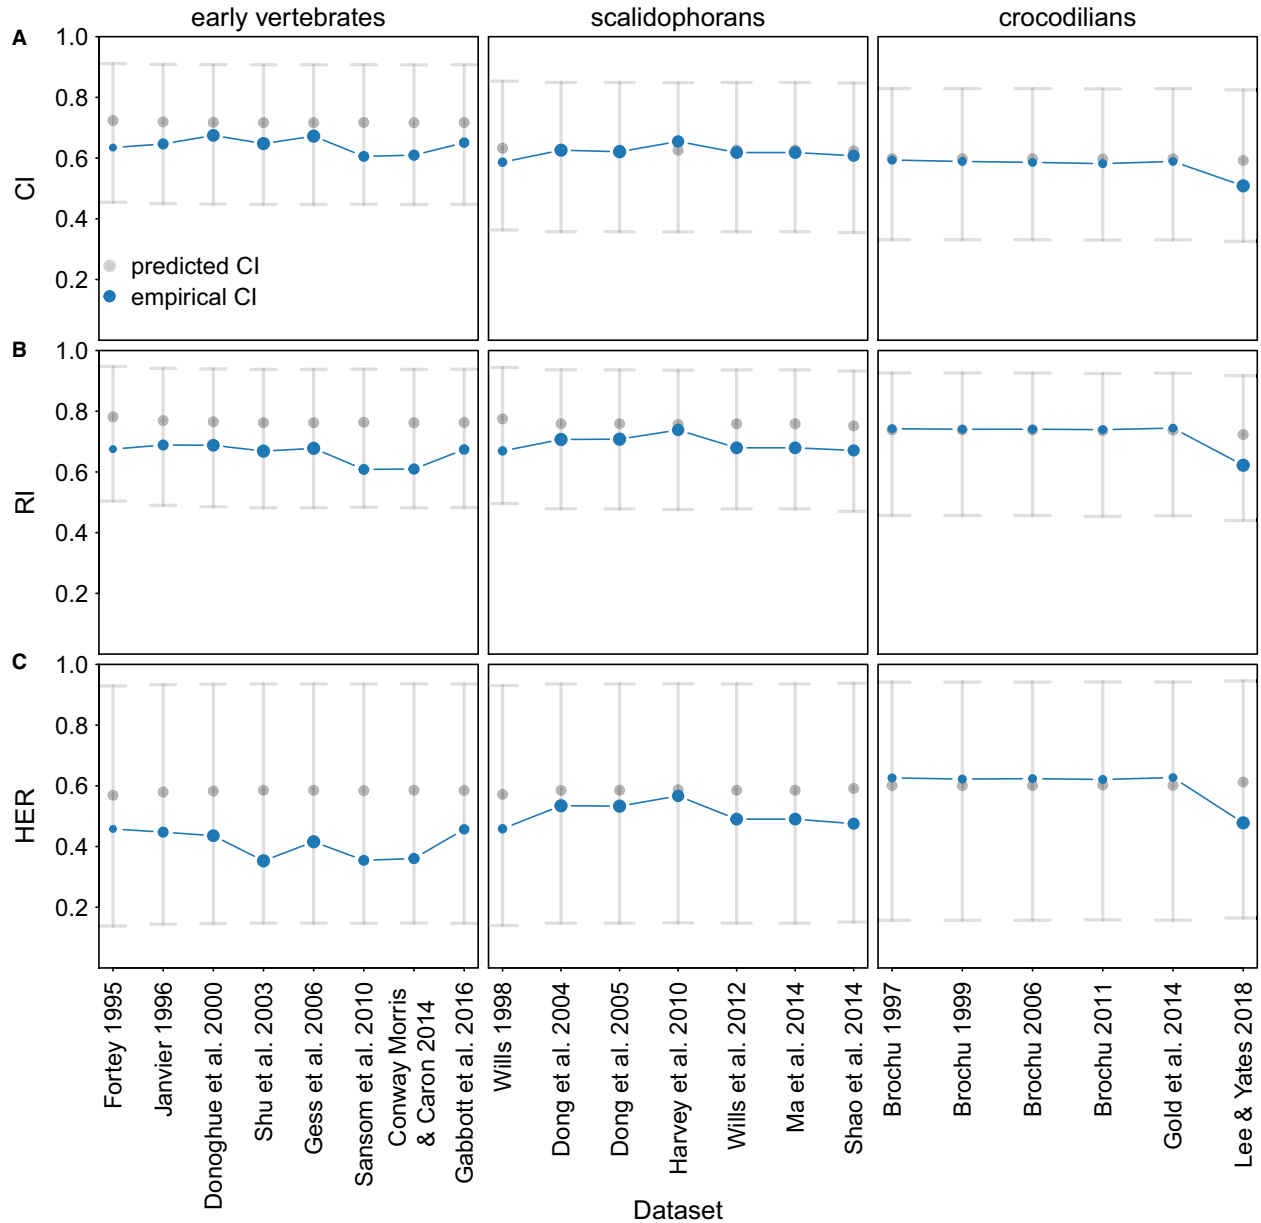 early vertebrates
scalidophorans
crocodilians
A
1.0
0.8
0.6
0.4
0.2
CI
predicted CI
empirical CI
B
1.0
0.8
0.6
0.4
0.2
RI
C
1.0
0.8
0.6
0.4
0.2
HER
Fortey 1995
Janvier 1996
Donoghue et al. 2000
Shu et al. 2003
Gess et al. 2006
Sansom et al. 2010
Conway Morris
& Caron 2014
Gabbott et al. 2016
Wills 1998
Dong et al. 2004
Dong et al. 2005
Harvey et al. 2010
Wills et al. 2012
Ma et al. 2014
Shao et al. 2014
Brochu 1997
Brochu 1999
Brochu 2006
Brochu 2011
Gold et al. 2014
Lee & Yates 2018
Dataset